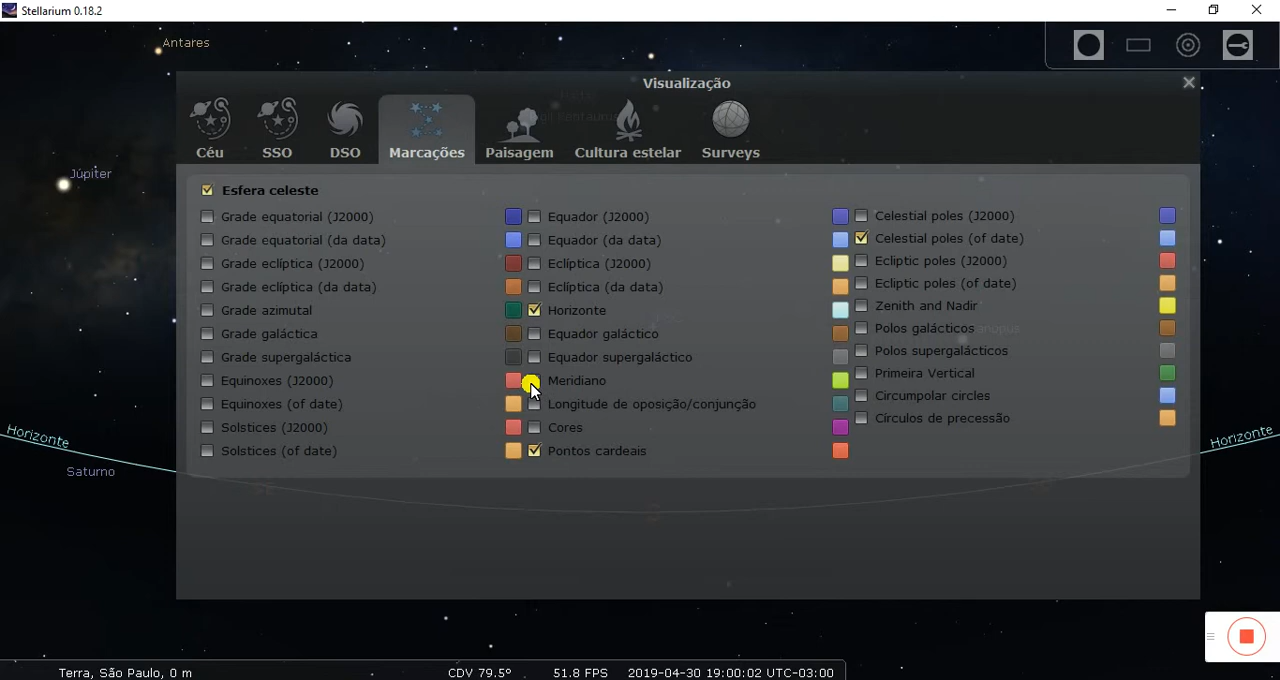 Stellarium 0.18.2
Antares
Visualização
Céu
SSO
DSO
Marcações
Paisagem
Cultura estelar
Surveys
Júpiter
Esfera celeste
Grade equatorial (J2000)
Grade equatorial (da data)
Grade eclíptica (J2000)
Grade eclíptica (da data)
Grade azimutal
Grade galáctica
Grade supergaláctica
Equinoxes (J2000)
Equinoxes (of date)
Solstices (J2000)
Solstices (of date)
Equador (J2000)
Equador (da data)
Eclíptica (J2000)
Eclíptica (da data)
Horizonte
Equador galáctico
Equador supergaláctico
Meridiano
Longitude de oposição/conjunção
Cores
Pontos cardeais
Celestial poles (J2000)
Celestial poles (of date)
Ecliptic poles (J2000)
Ecliptic poles (of date)
Zenith and Nadir
Polos galácticos
Polos supergalácticos
Primeira Vertical
Circumpolar circles
Círculos de precessão
Horizonte
Horizonte
Saturno
Terra, São Paulo, 0 m
CDV 79.5°
51.8 FPS
2019-04-30 19:00:02 UTC-03:00